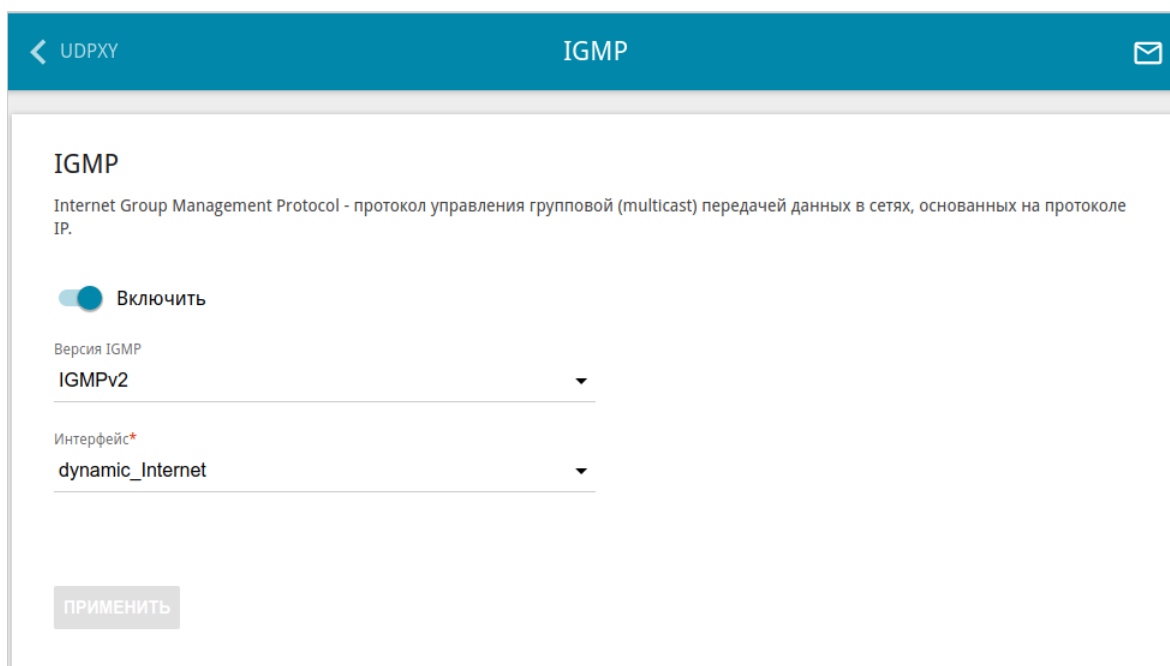 UDPXY
IGMP
IGMP
Internet Group Management Protocol - протокол управления групповой (multicast) передачей данных в сетях, основанных на протоколе
IP.
Включить
Версия IGMP
IGMPv2
Интерфейс*
dynamic_Internet
ПРИМЕНИТЬ